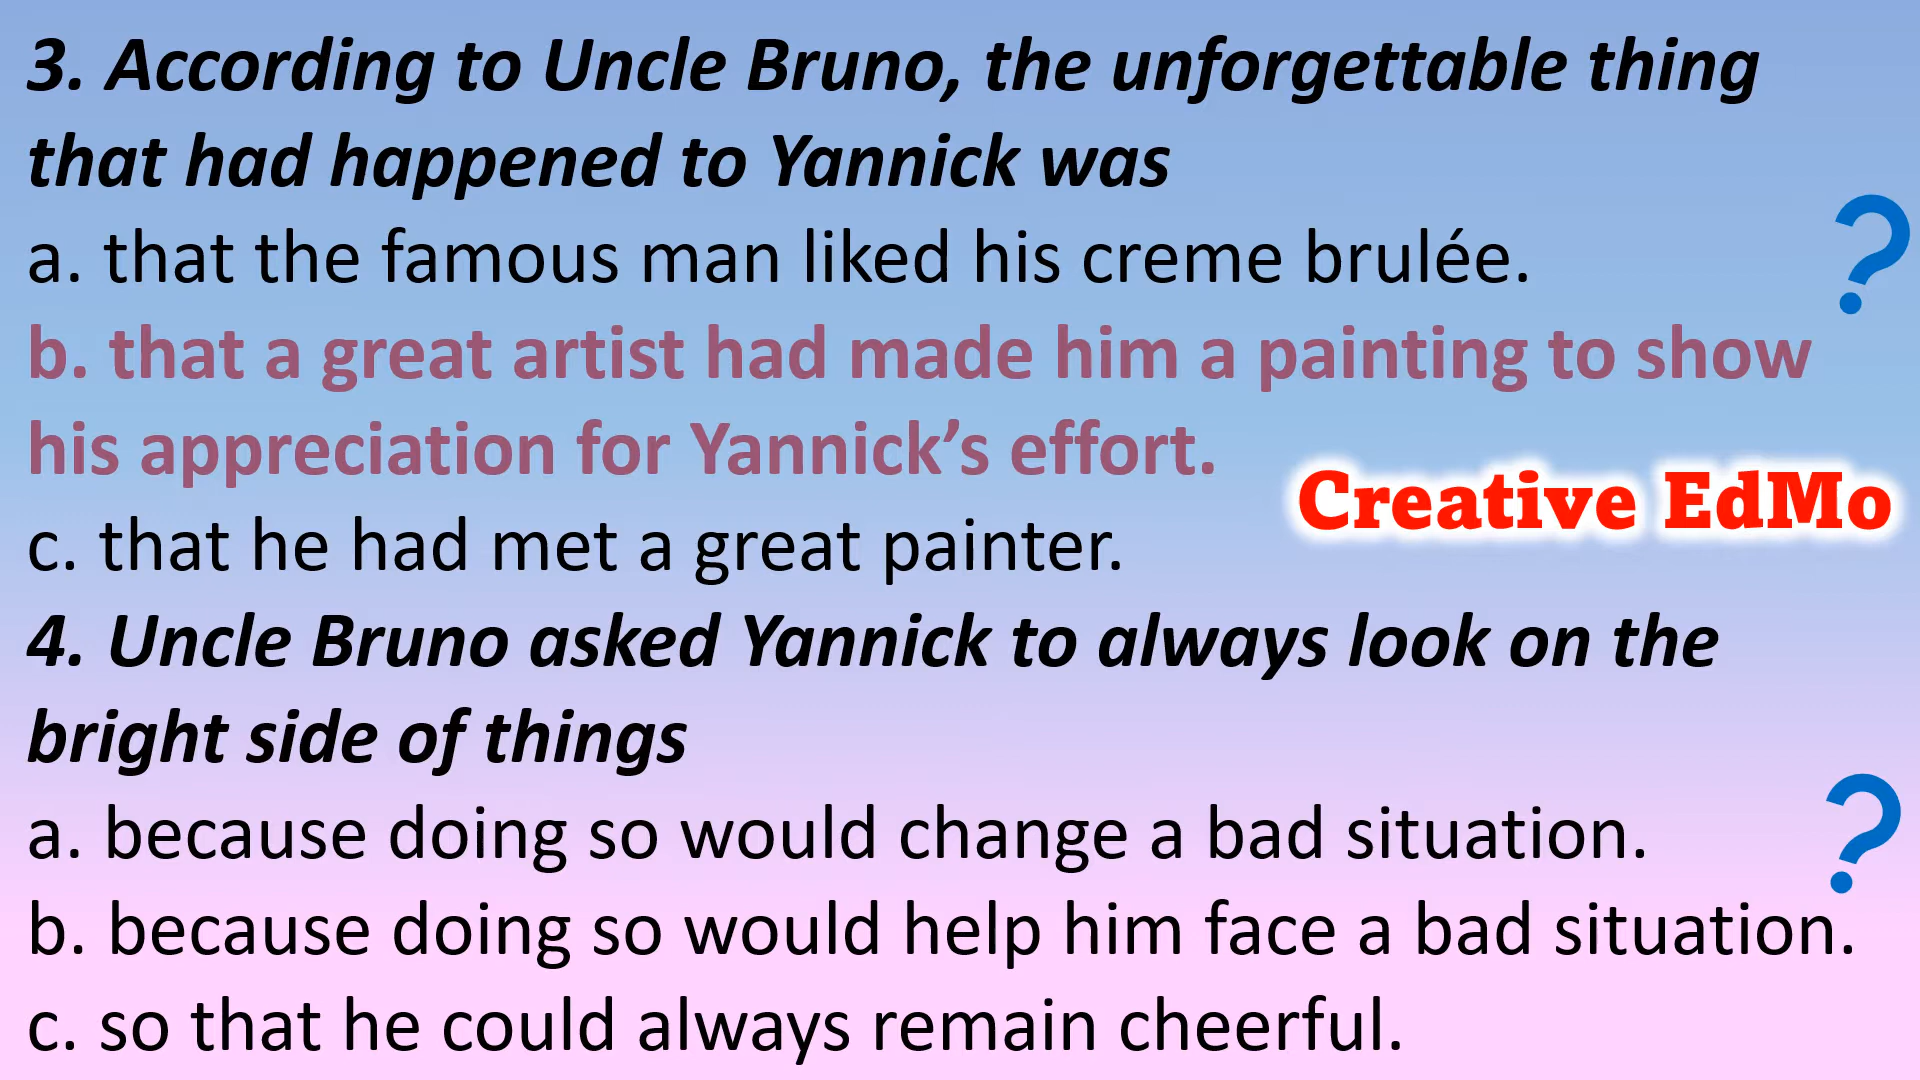 3. According to Uncle Bruno, the unforgettable thing
that had happened to Yannick was
a. that the famous man liked his creme brulée.
b. that a great artist had made him a painting to show
his appreciation for Yannick’s effort.
Creative EdMo
c. that he had met a great painter.
4. Uncle Bruno asked Yannick to always look on the
bright side of things
a. because doing so would change a bad situation.
b. because doing so would help him face a bad situation.
c. so that he could always remain cheerful.